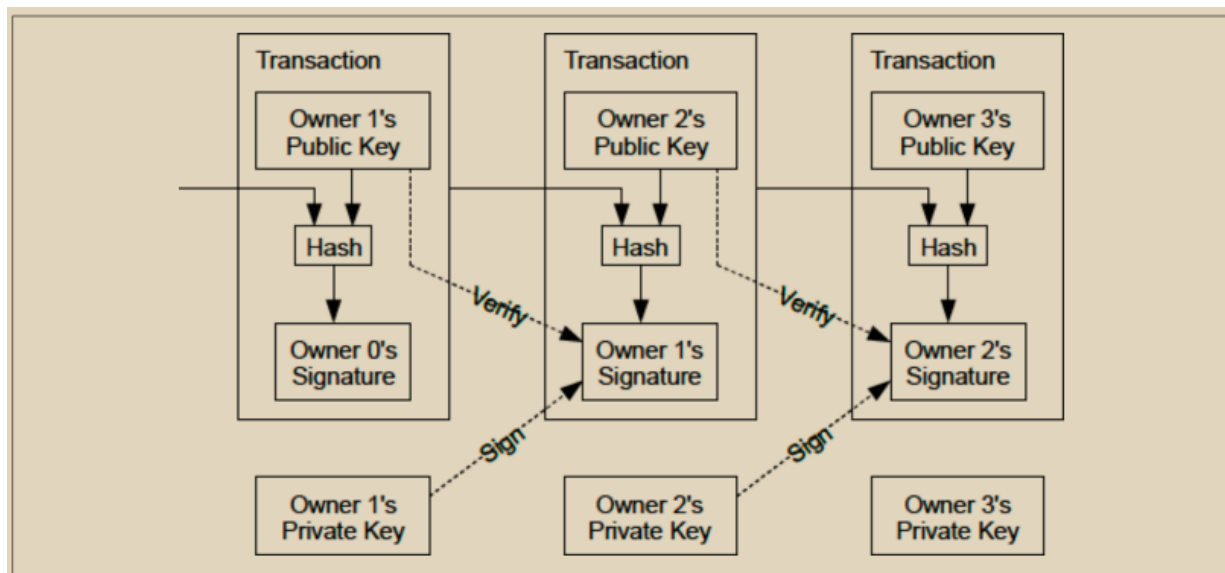 Transaction
Transaction
Transaction
Owner 1's
Public Key
Owner 2's
Public Key
Owner 3's
Public Key
Hash
Hash
Hash
Verify
Verify
Owner 0's
Signature
Owner 1's
Signature
Owner 2's
Signature
Sign
Sign
Owner 1's
Private Key
Owner 2's
Private Key
Owner 3's
Private Key